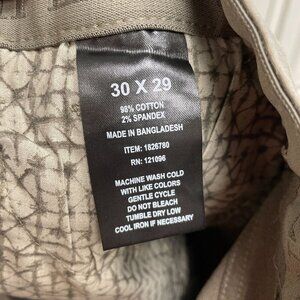 30 X 29
98% COTTON
2% SPANDEX
MADE IN BANGLADESH
ITEM: 1826780
RN: 121096
MACHINE WASH COLD
WITH LIKE COLORS
GENTLE CYCLE
DO NOT BLEACH
TUMBLE DRY LOW
COOL IRON IF NECESSARY